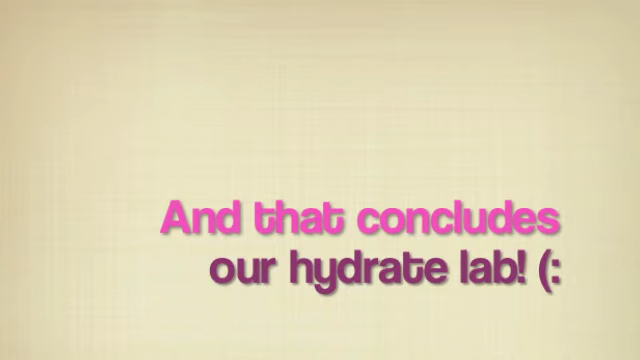 And that concludes
our hydrate lab! (: